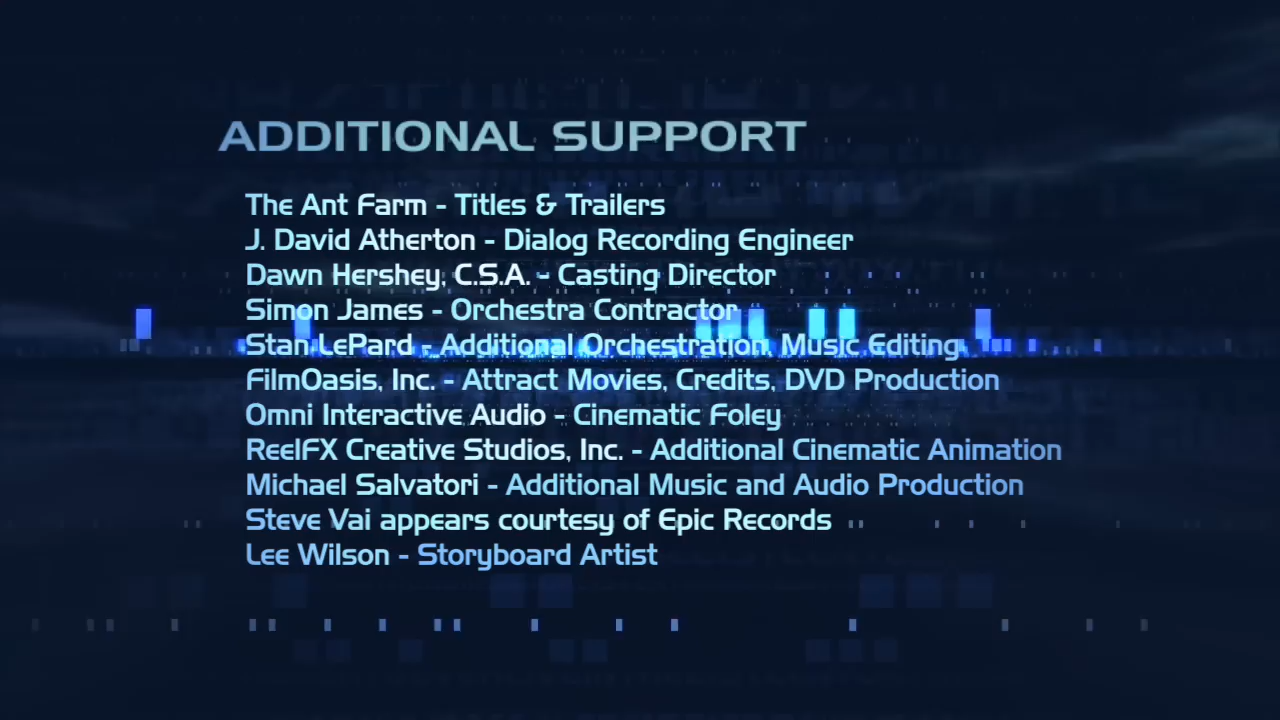 ADDITIONAL SUPPORT
The Ant Farm - Titles & Trailers
J. David Atherton - Dialog Recording Engineer
Dawn Hershey, C.S.A. - Casting Director
Simon James - Orchestra Contractor
Stan LePard - Additional Orchestration, Music Editing
FilmOasis, Inc. - Attract Movies, Credits, DVD Production
Omni Interactive Audio - Cinematic Foley
ReelFX Creative Studios, Inc. - Additional Cinematic Animation
Michael Salvatori - Additional Music and Audio Production
Steve Vai appears courtesy of Epic Records
Lee Wilson - Storyboard Artist